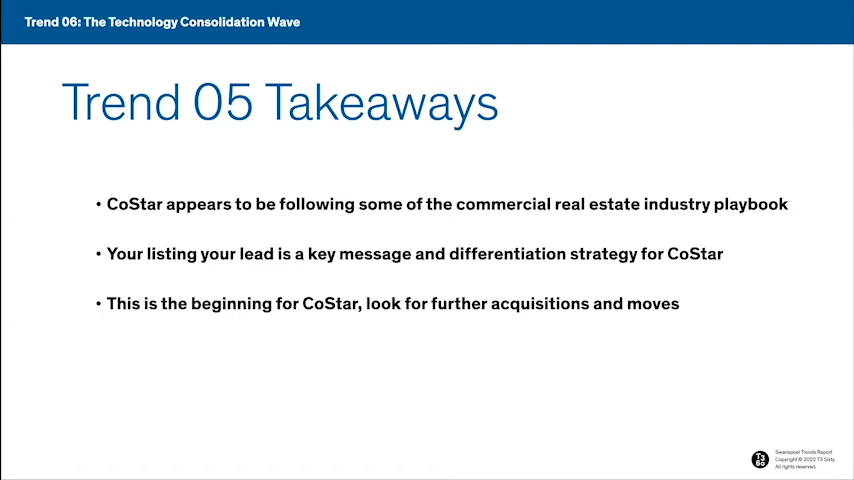 Trend 06: The Technology Consolidation Wave
Trend 05 Takeaways
• CoStar appears to be following some of the commercial real estate industry playbook
• Your listing your lead is a key message and differentiation strategy for CoStar
• This is the beginning for CoStar, look for further acquisitions and moves
T3
60
Swanepoel Trends Report
Copyright © 2022 T3 Sixty.
All rights reserved.